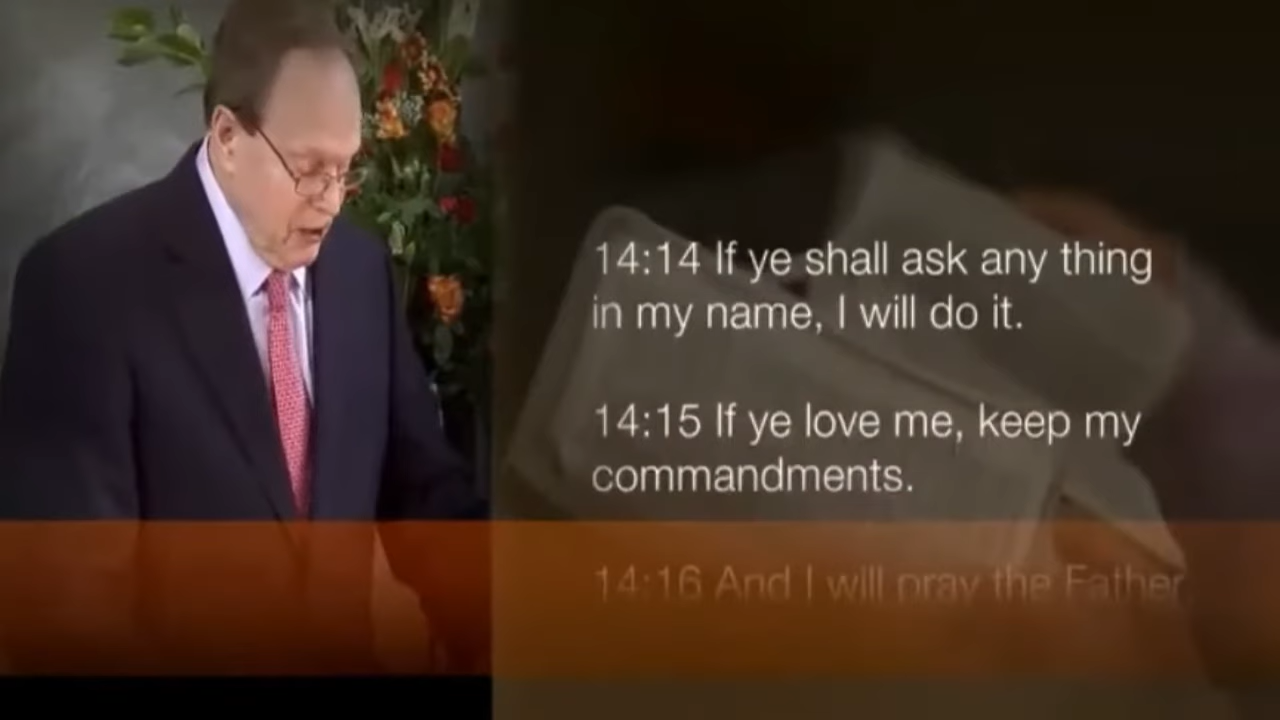 14:14 If ye shall ask any thing
in my name, I will do it.
14:15 If ye love me, keep my
commandments.
14:16 And I will pray the Father,